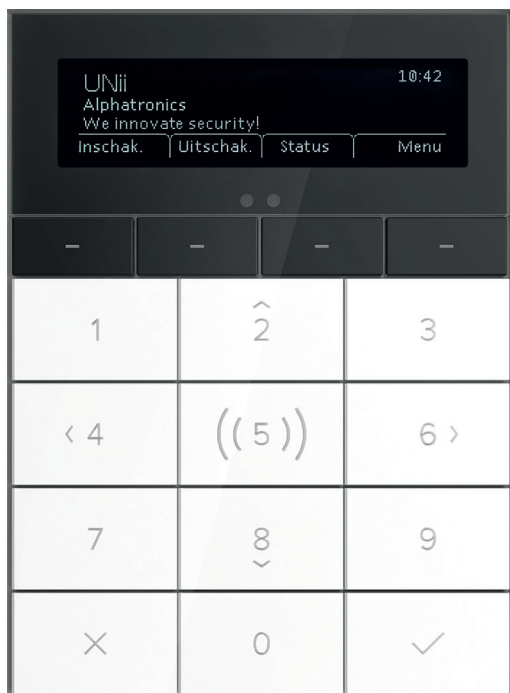 UNii 10:42
Alphatronics
We innovate security!
Inschak. Uitschak. Status Menu
1 2 3
4 5 6
7 8 9
0